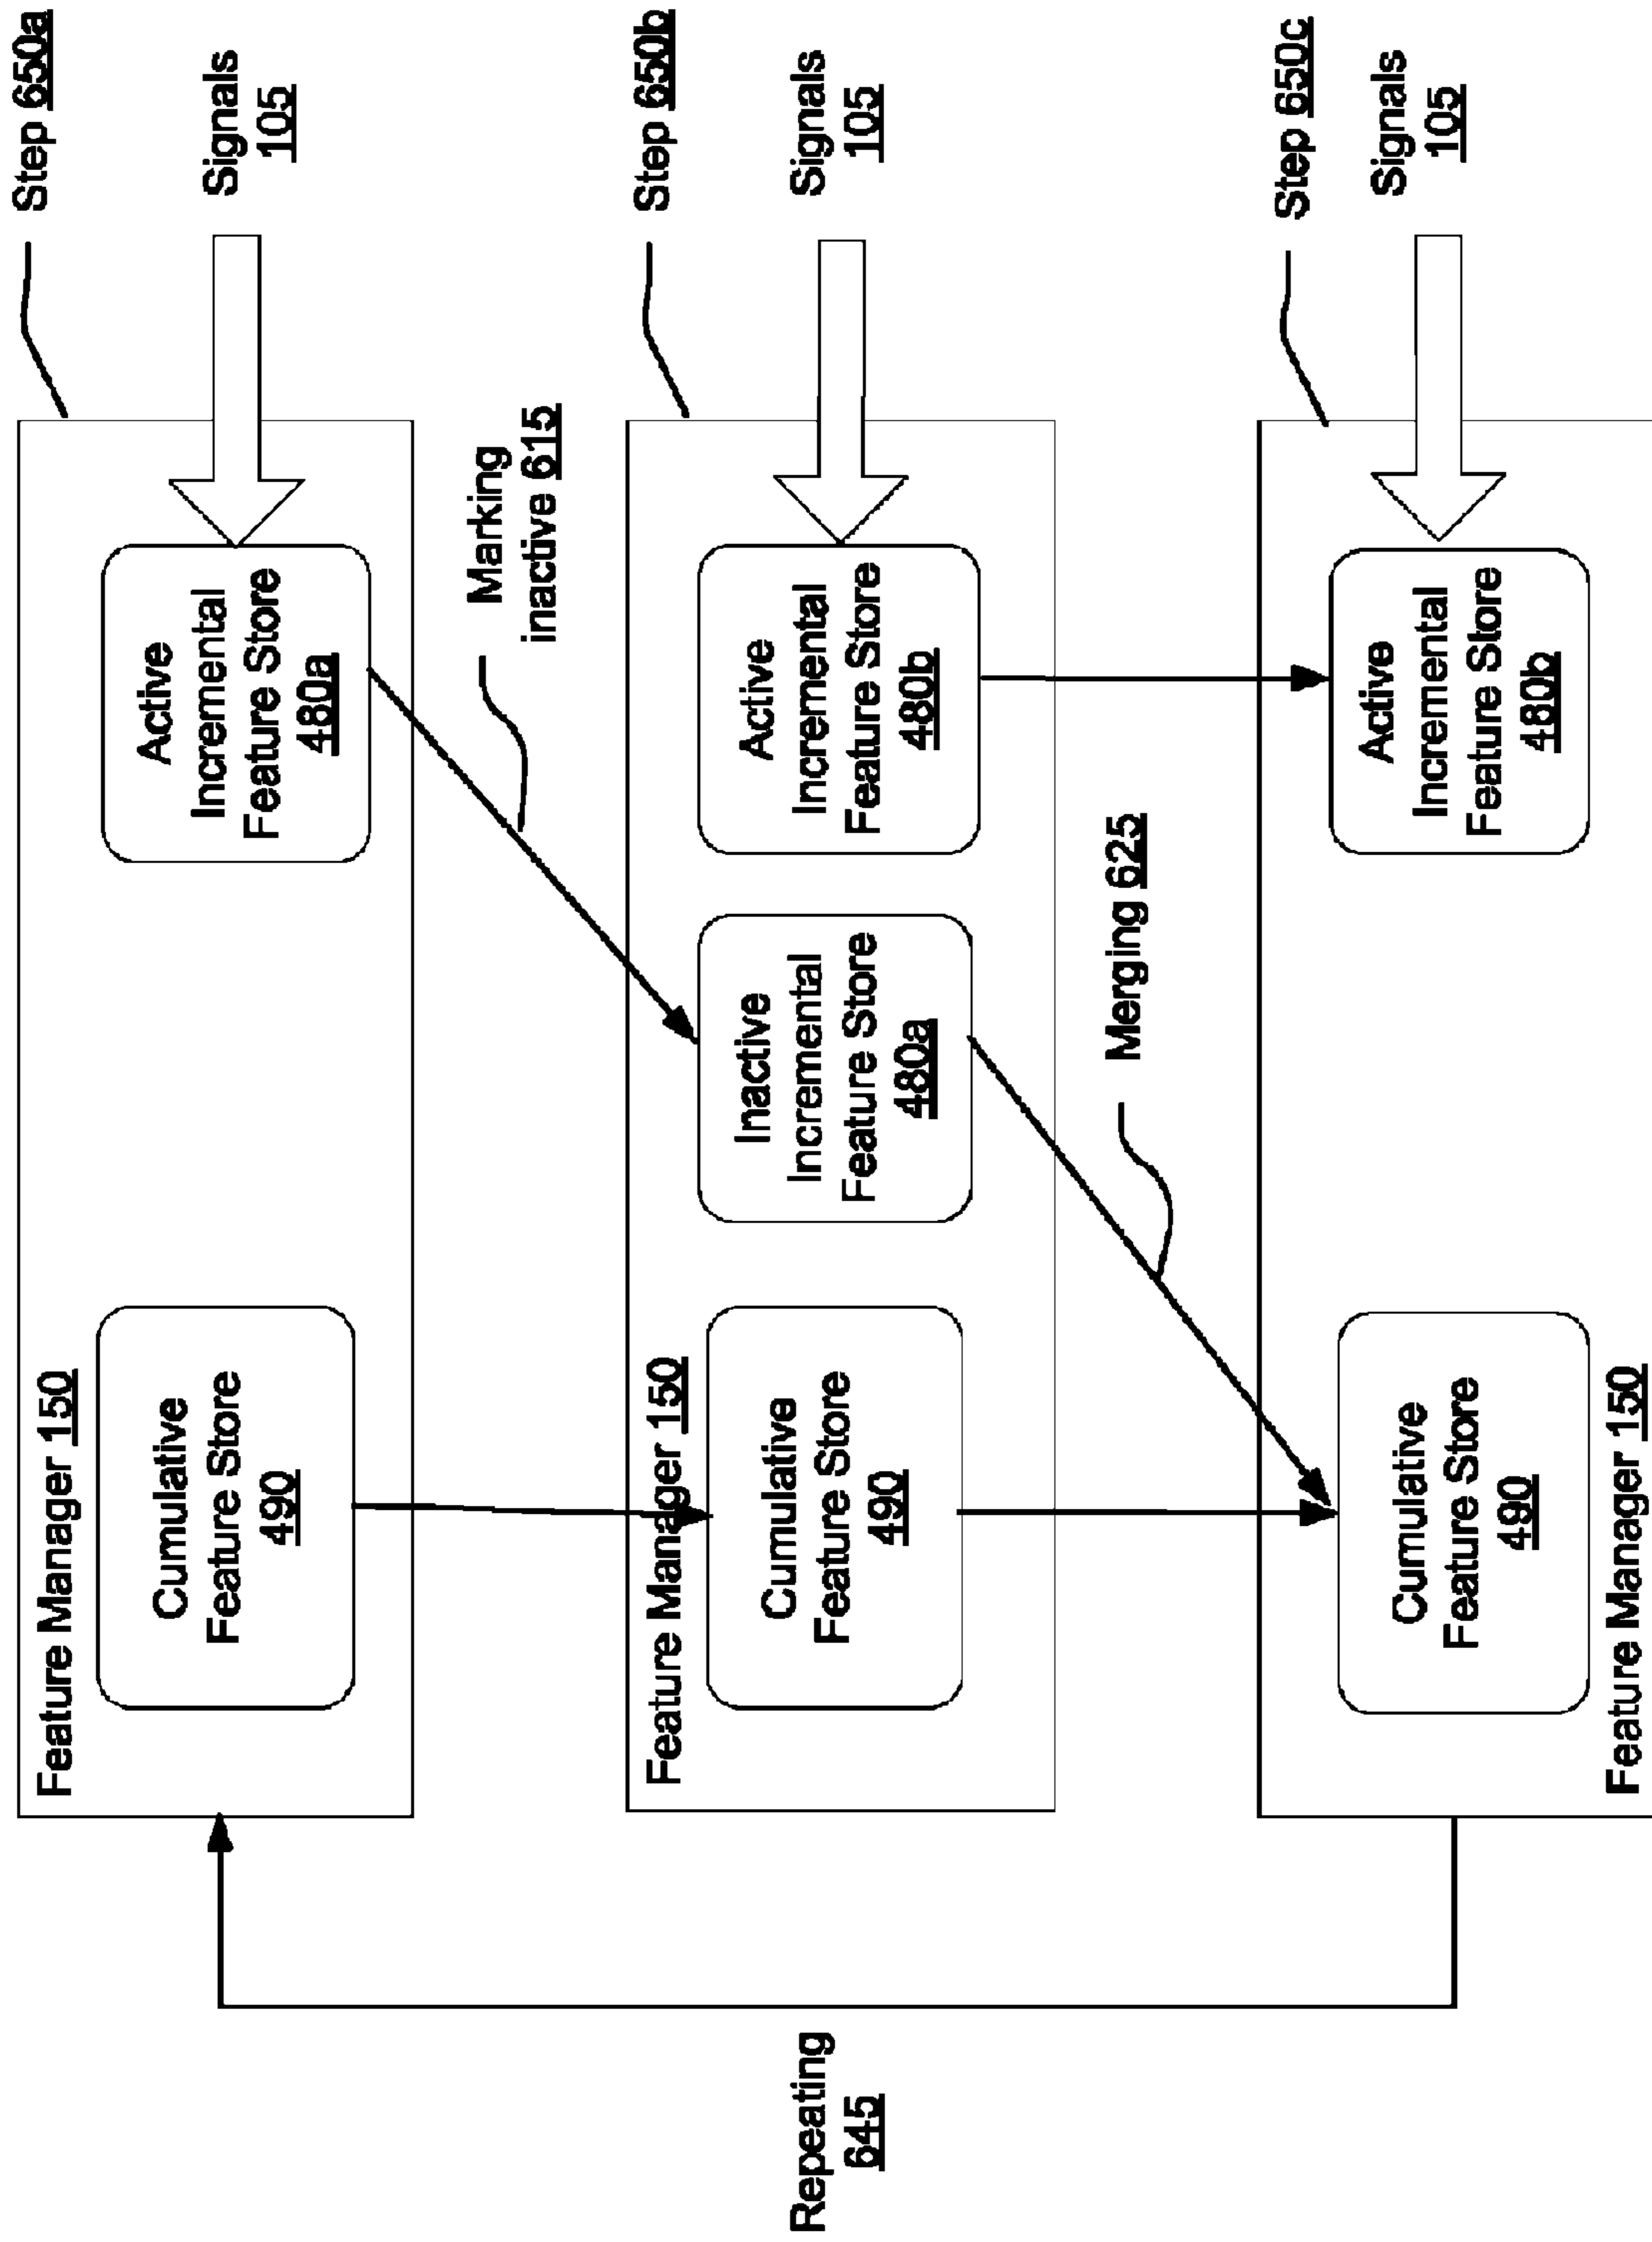 Feature Manager 150
Cumulative
Feature Store
490
Active
Incremental
Feature Store
480a
Signals
105
Step 650a
Marking
inactive 615
Feature Manager 150
Cumulative
Feature Store
490
Inactive
Incremental
Feature Store
480a
Active
Incremental
Feature Store
480b
Signals
105
Step 650b
Repeating
645
Merging 625
Cumulative
Feature Store
490
Active
Incremental
Feature Store
480b
Signals
105
Step 650c
Feature Manager 150